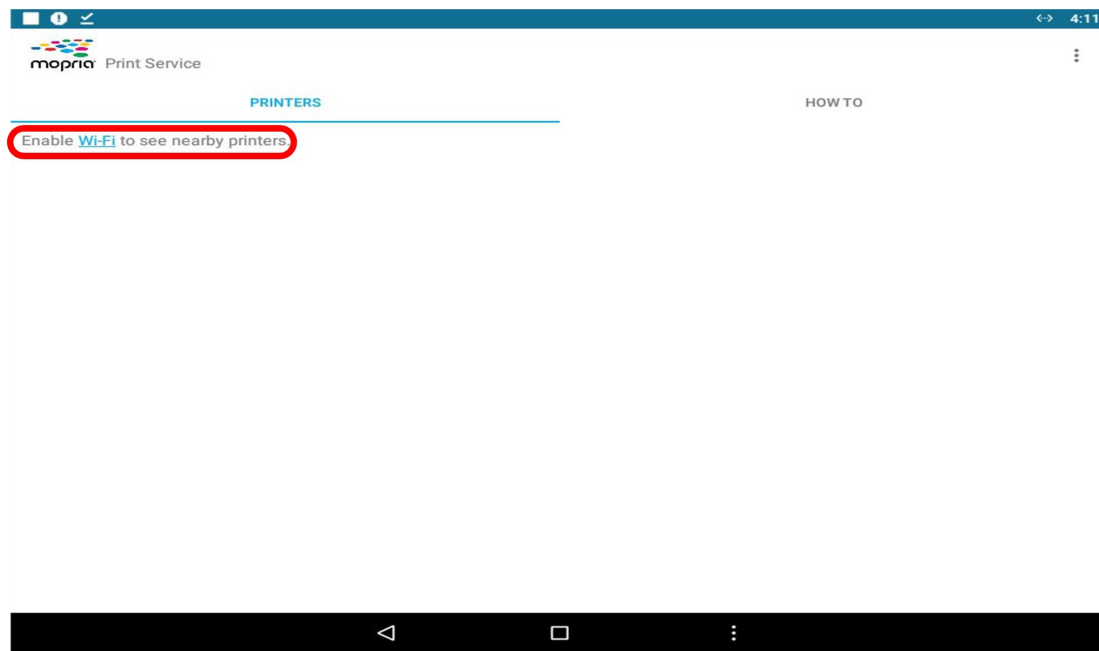 4:11
mopria Print Service
PRINTERS
HOW TO
Enable Wi-Fi to see nearby printers.